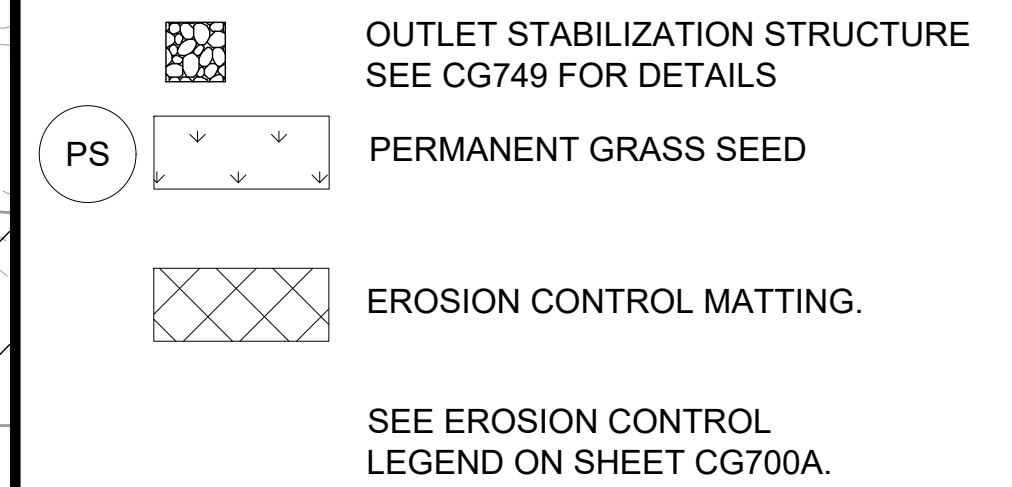 OUTLET STABILIZATION STRUCTURE
SEE CG749 FOR DETAILS
PS
PERMANENT GRASS SEED
EROSION CONTROL MATTING.
SEE EROSION CONTROL
LEGEND ON SHEET CG700A.